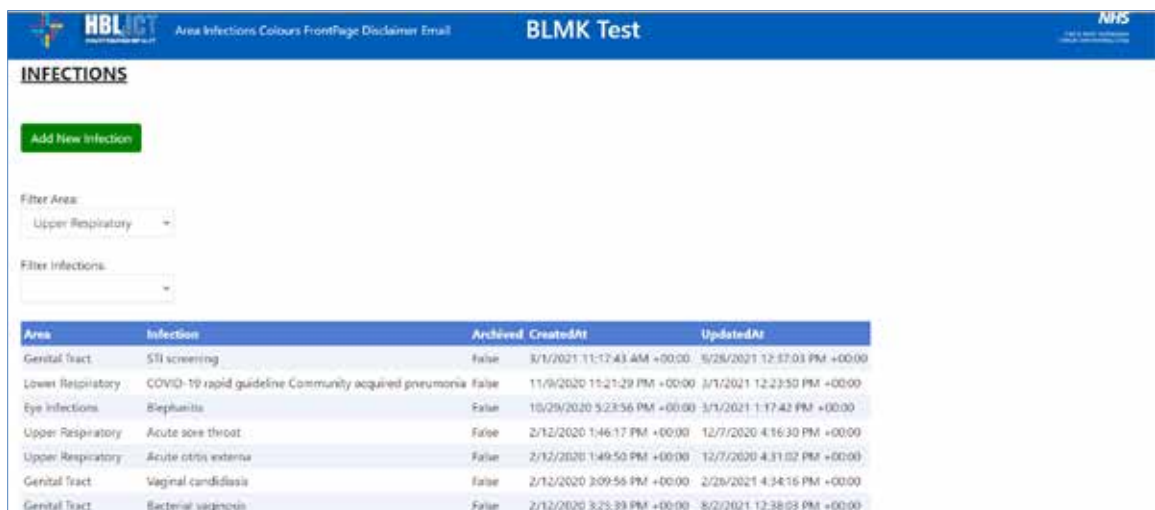 HBL ICT
Area Infections Colours FrontPage Disclaimer Email
BLMK Test
NHS
INFECTIONS
Add New Infection
Filter Area:
Upper Respiratory
Filter Infections:
Area Infection Archived CreatedAt UpdatedAt
Genital Tract STI screening False 3/1/2021 11:17:43 AM +00:00 9/28/2021 12:37:03 PM +00:00
Lower Respiratory COVID-19 rapid guideline Community acquired pneumonia False 11/9/2020 11:21:29 PM +00:00 3/1/2021 12:23:50 PM +00:00
Eye Infections Blephanitis False 10/29/2020 5:23:56 PM +00:00 3/1/2021 1:17:42 PM +00:00
Upper Respiratory Acute sore throat False 2/12/2020 1:46:17 PM +00:00 12/7/2020 4:16:30 PM +00:00
Upper Respiratory Acute otitis externa False 2/12/2020 1:49:50 PM +00:00 12/7/2020 4:31:02 PM +00:00
Genital Tract Vaginal candidiasis False 2/12/2020 3:09:56 PM +00:00 2/26/2021 4:34:16 PM +00:00
Genital Tract Bacterial vaginosis False 2/12/2020 3:25:39 PM +00:00 8/2/2021 12:38:03 PM +00:00